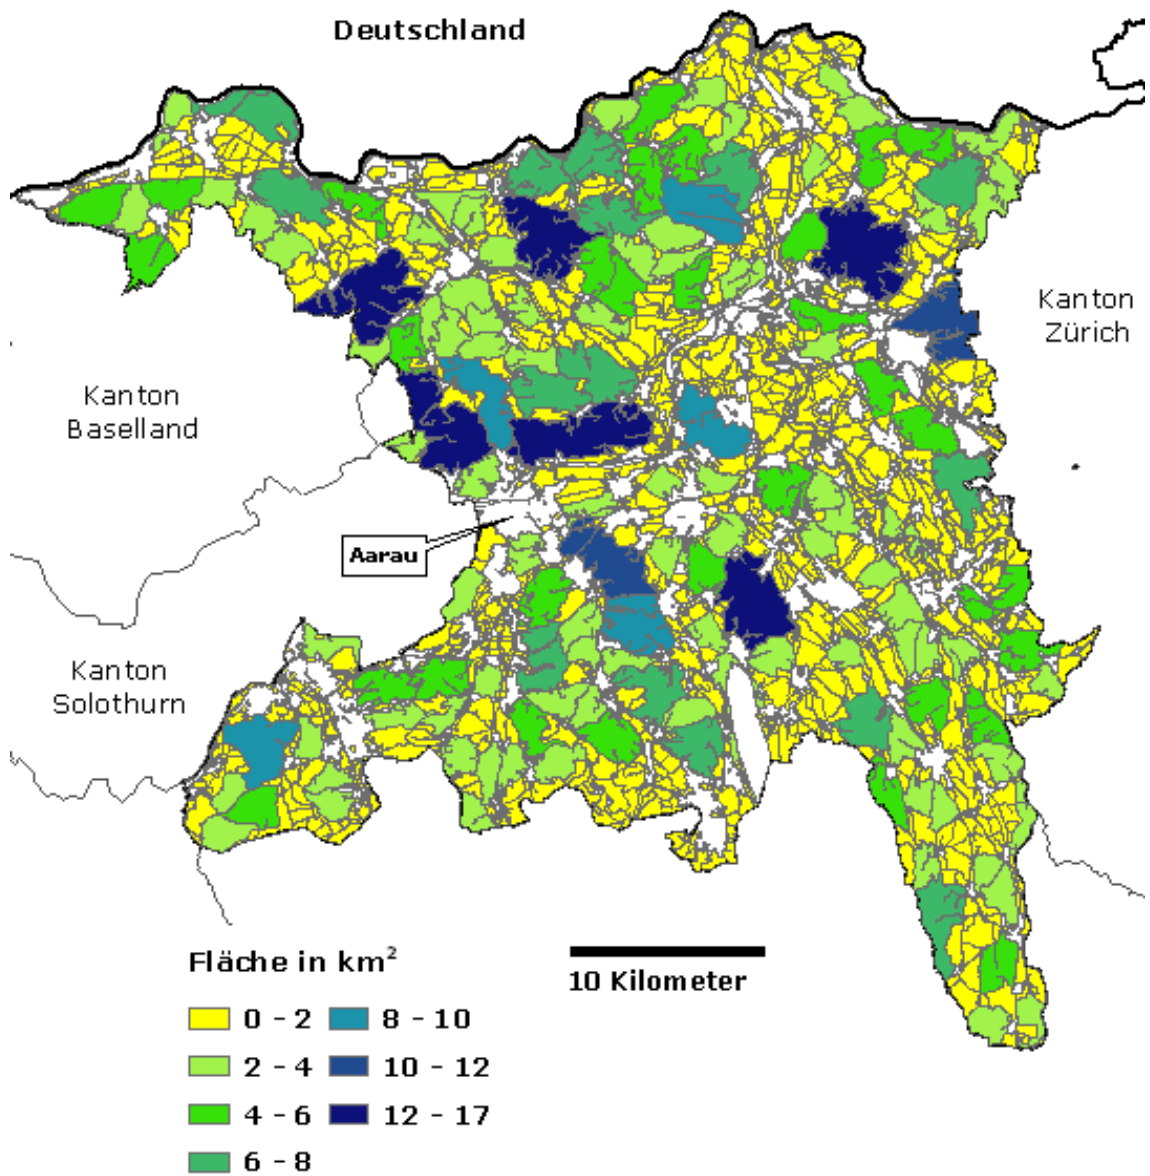 Deutschland
Kanton
Zürich
Kanton
Baselland
Aarau
Kanton
Solothurn
Fläche in km²
10 Kilometer
0 - 2
8 - 10
2 - 4
10 - 12
4 - 6
12 - 17
6 - 8